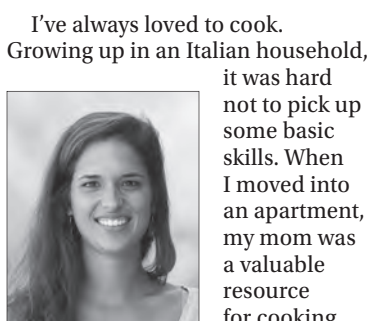 I’ve always loved to cook.
Growing up in an Italian household,
it was hard
not to pick up
some basic
skills. When
I moved into
an apartment,
my mom was
a valuable
resource
for cooking